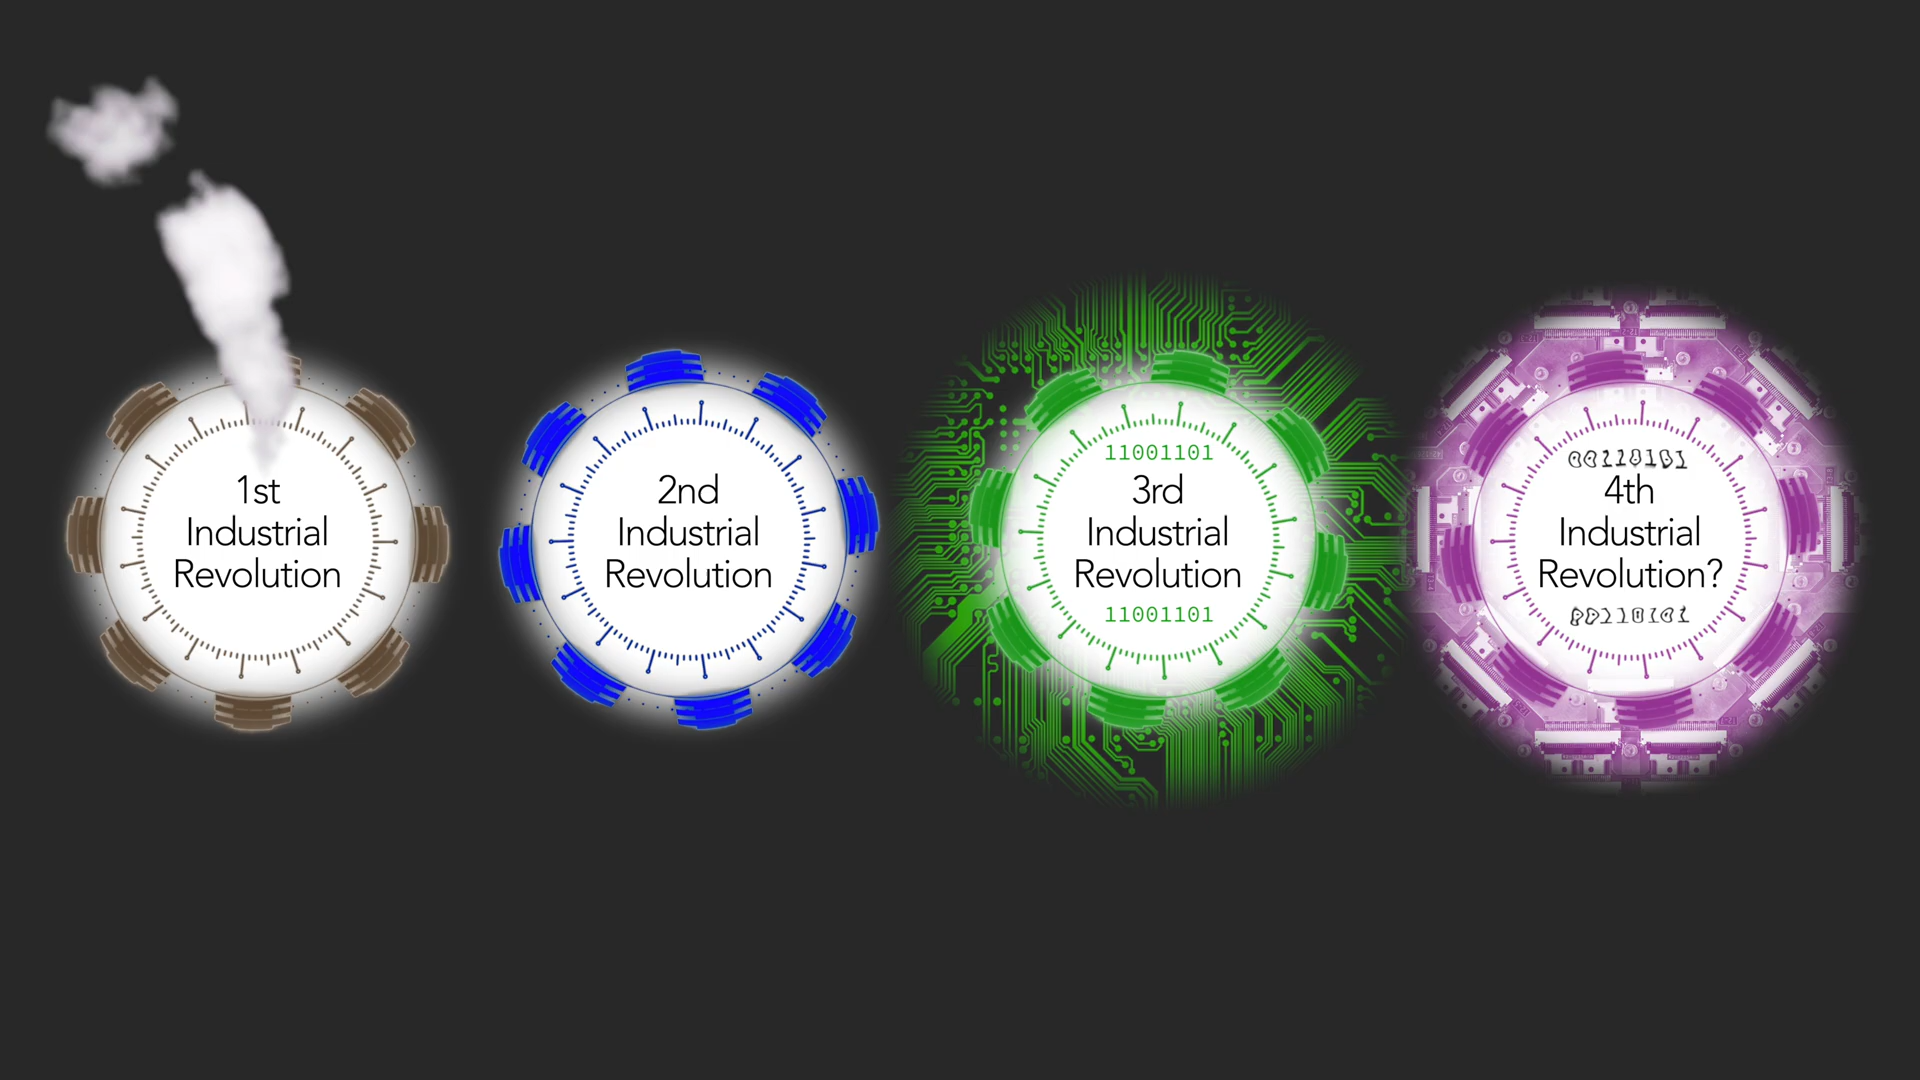 1st
Industrial
Revolution
2nd
Industrial
Revolution
11001101
3rd
Industrial
Revolution
11001101
4th
Industrial
Revolution?